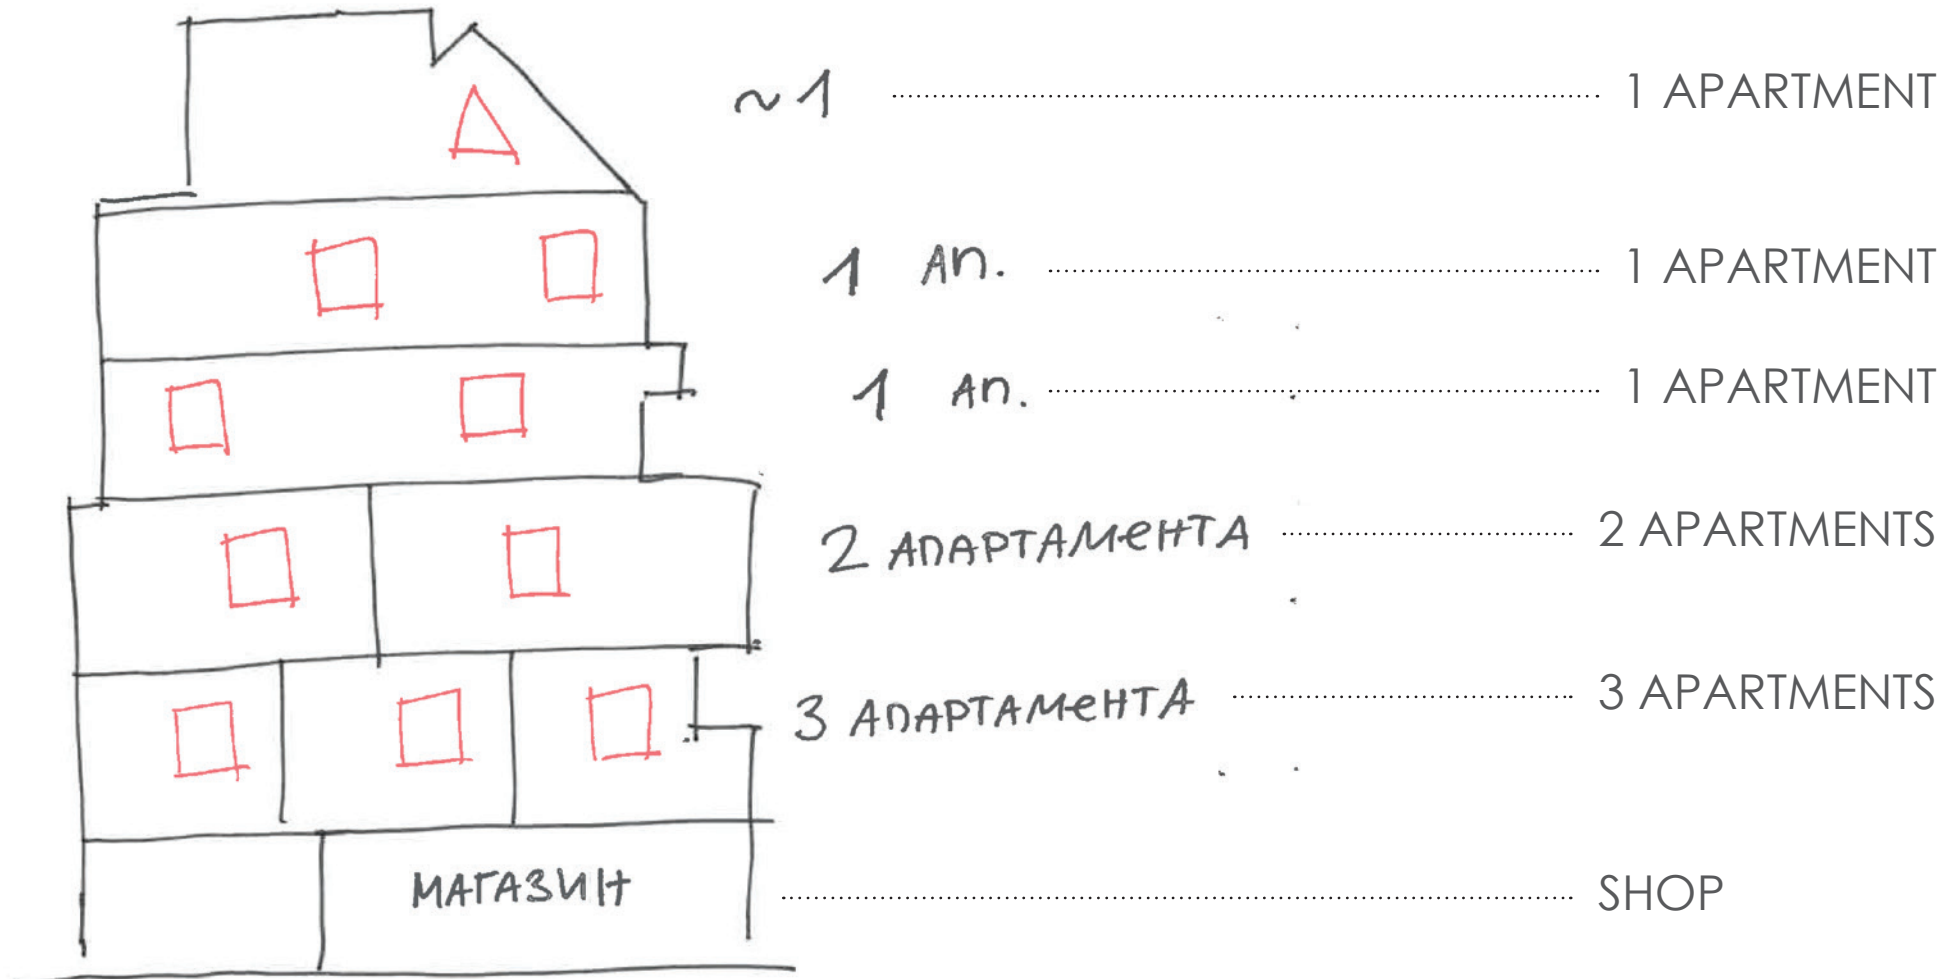 ~1 1 APARTMENT
1 АП. 1 APARTMENT
1 АП. 1 APARTMENT
2 АПАРТАМЕНТА 2 APARTMENTS
3 АПАРТАМЕНТА 3 APARTMENTS
МАГАЗИН SHOP